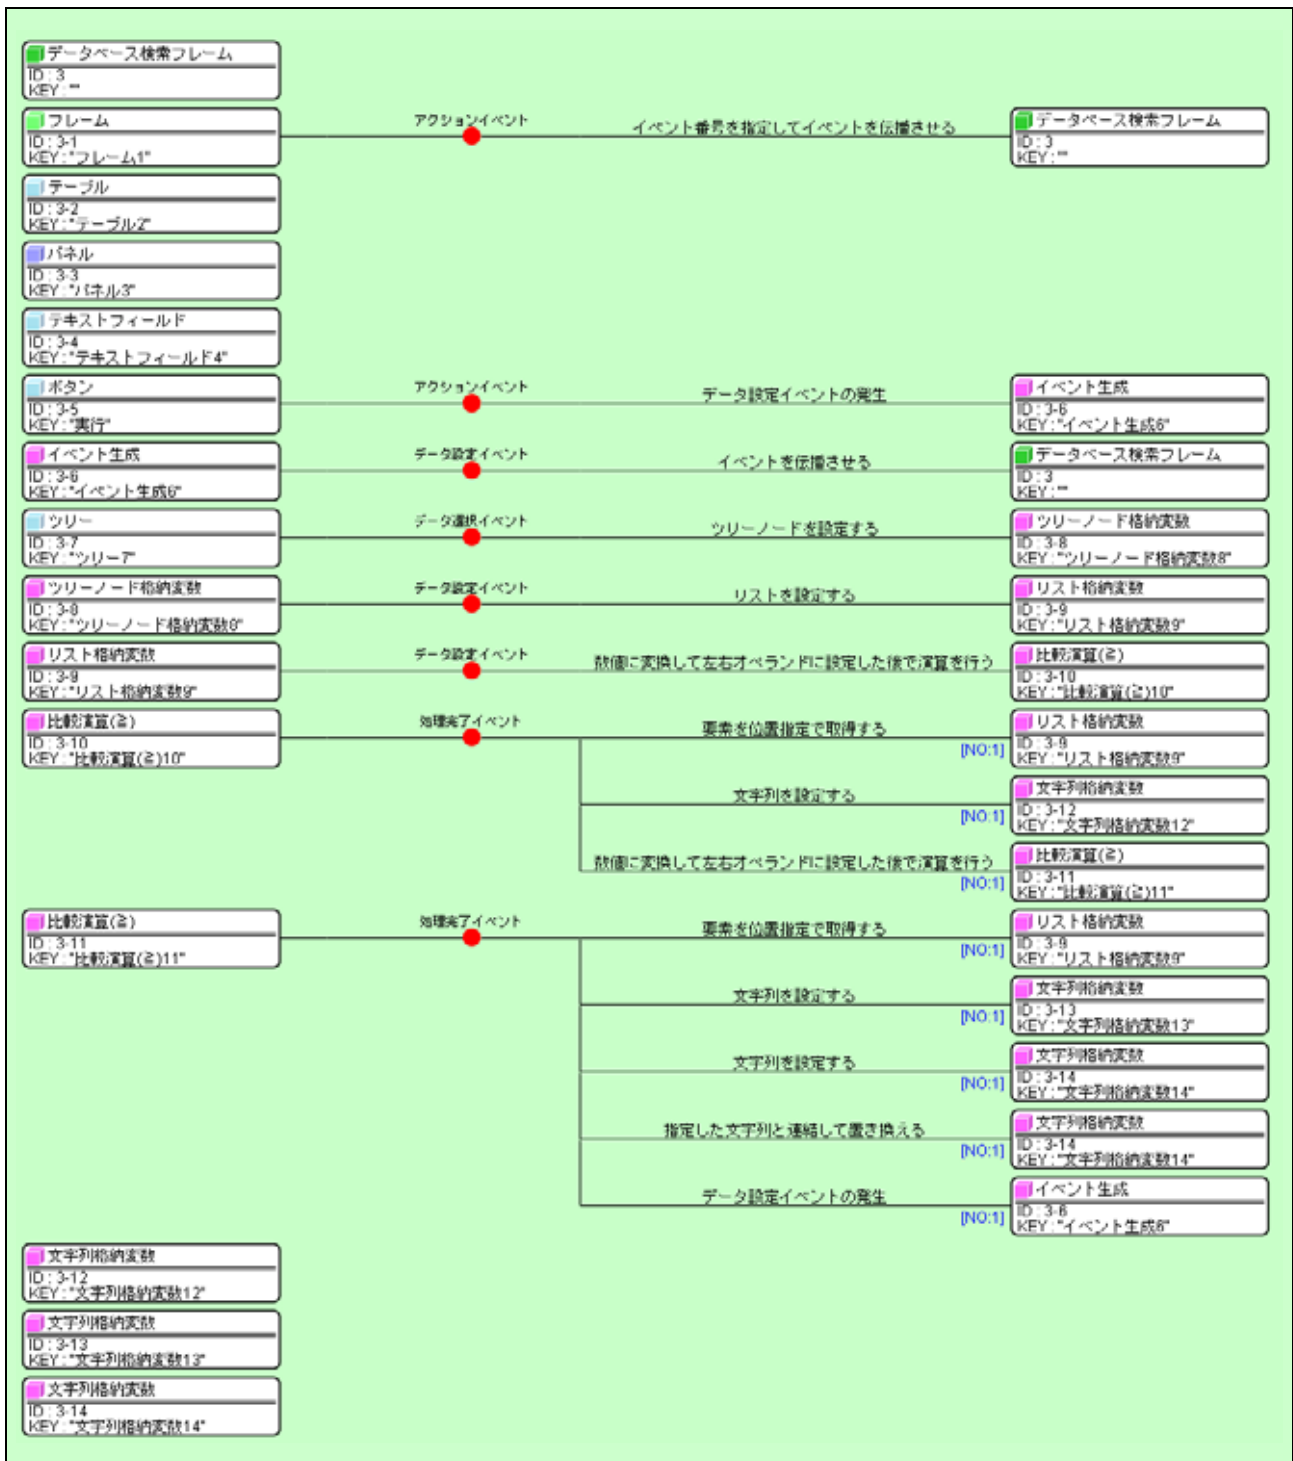 データベース検索フレーム
ID : 3
KEY : ""
フレーム
ID : 3-1
KEY : "フレーム1"
アクションイベント
イベント番号を指定してイベントを伝播させる
データベース検索フレーム
ID : 3
KEY : ""
テーブル
ID : 3-2
KEY : "テーブル2"
パネル
ID : 3-3
KEY : "パネル3"
テキストフィールド
ID : 3-4
KEY : "テキストフィールド4"
ボタン
ID : 3-5
KEY : "実行"
アクションイベント
データ設定イベントの発生
イベント生成
ID : 3-6
KEY : "イベント生成6"
イベント生成
ID : 3-6
KEY : "イベント生成6"
データ設定イベント
イベントを伝播させる
データベース検索フレーム
ID : 3
KEY : ""
ツリー
ID : 3-7
KEY : "ツリー7"
データ選択イベント
ツリーノードを設定する
ツリーノード格納変数
ID : 3-8
KEY : "ツリーノード格納変数8"
ツリーノード格納変数
ID : 3-8
KEY : "ツリーノード格納変数8"
データ設定イベント
リストを設定する
リスト格納変数
ID : 3-9
KEY : "リスト格納変数9"
リスト格納変数
ID : 3-9
KEY : "リスト格納変数9"
データ設定イベント
数値に変換して左右オペランドに設定した後で演算を行う
比較演算(≧)
ID : 3-10
KEY : "比較演算(≧)10"
比較演算(≧)
ID : 3-10
KEY : "比較演算(≧)10"
処理完了イベント
要素を位置指定で取得する
[NO:1]
リスト格納変数
ID : 3-9
KEY : "リスト格納変数9"
文字列を設定する
[NO:1]
文字列格納変数
ID : 3-12
KEY : "文字列格納変数12"
数値に変換して左右オペランドに設定した後で演算を行う
[NO:1]
比較演算(≧)
ID : 3-11
KEY : "比較演算(≧)11"
比較演算(≧)
ID : 3-11
KEY : "比較演算(≧)11"
処理完了イベント
要素を位置指定で取得する
[NO:1]
リスト格納変数
ID : 3-9
KEY : "リスト格納変数9"
文字列を設定する
[NO:1]
文字列格納変数
ID : 3-13
KEY : "文字列格納変数13"
文字列を設定する
[NO:1]
文字列格納変数
ID : 3-14
KEY : "文字列格納変数14"
指定した文字列と連結して置き換える
[NO:1]
文字列格納変数
ID : 3-14
KEY : "文字列格納変数14"
データ設定イベントの発生
[NO:1]
イベント生成
ID : 3-6
KEY : "イベント生成6"
文字列格納変数
ID : 3-12
KEY : "文字列格納変数12"
文字列格納変数
ID : 3-13
KEY : "文字列格納変数13"
文字列格納変数
ID : 3-14
KEY : "文字列格納変数14"